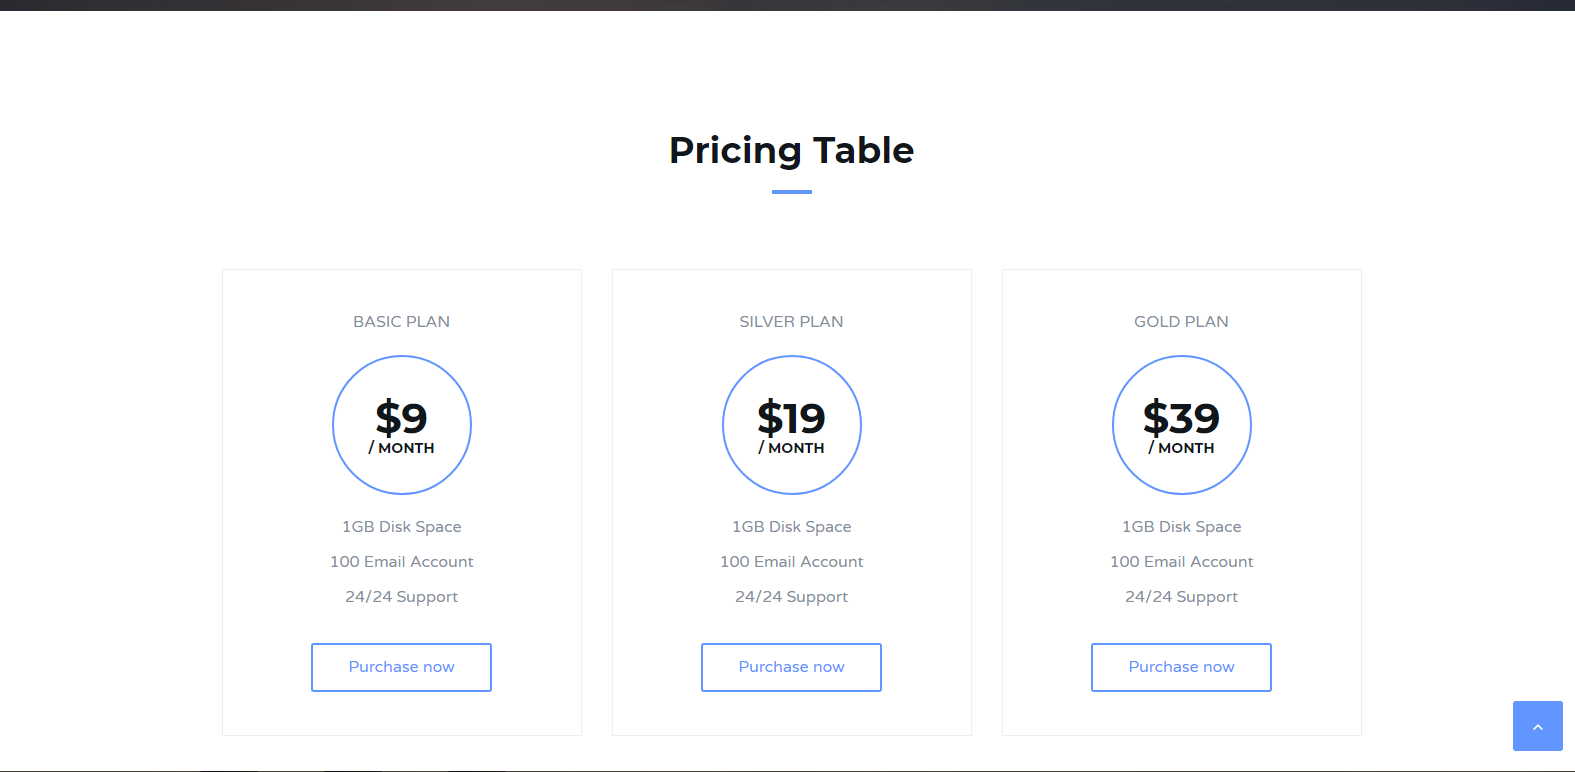 Pricing Table
BASIC PLAN
$9
/ MONTH
1GB Disk Space
100 Email Account
24/24 Support
Purchase now
SILVER PLAN
$19
/ MONTH
1GB Disk Space
100 Email Account
24/24 Support
Purchase now
GOLD PLAN
$39
/ MONTH
1GB Disk Space
100 Email Account
24/24 Support
Purchase now